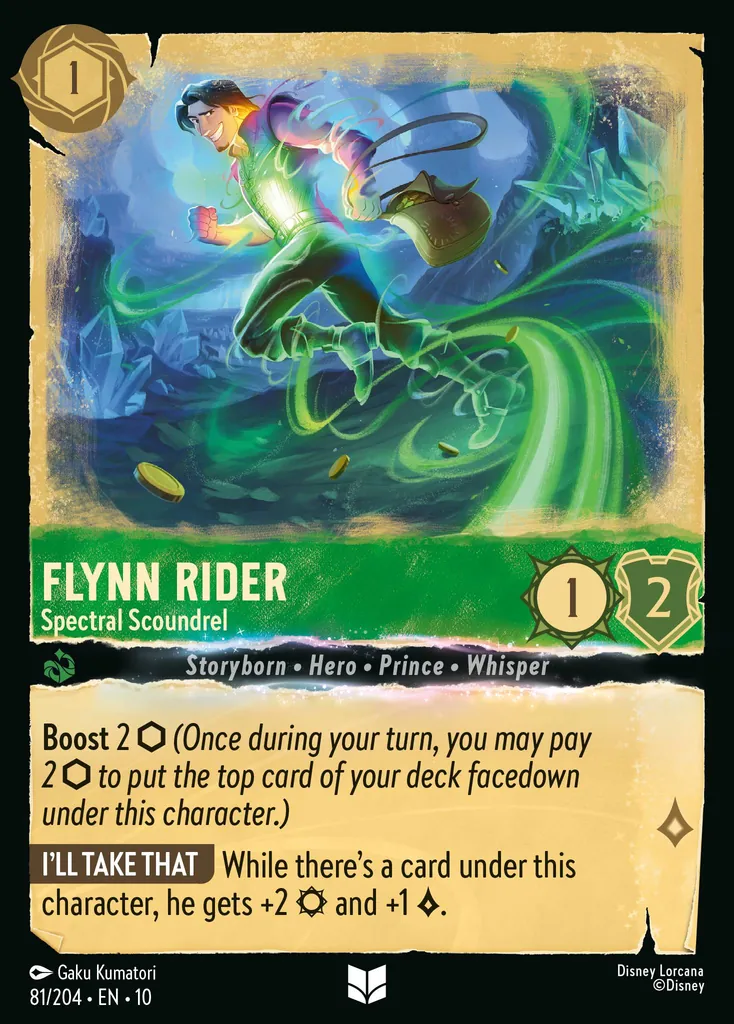 1
FLYNN RIDER
Spectral Scoundrel
1
2
Storyborn • Hero • Prince • Whisper
Boost 2 ⬡ (Once during your turn, you may pay
2 ⬡ to put the top card of your deck facedown
under this character.)
I'LL TAKE THAT While there's a card under this
character, he gets +2 and +1 .
Gaku Kumatori
81/204 • EN • 10
Disney Lorcana
©Disney